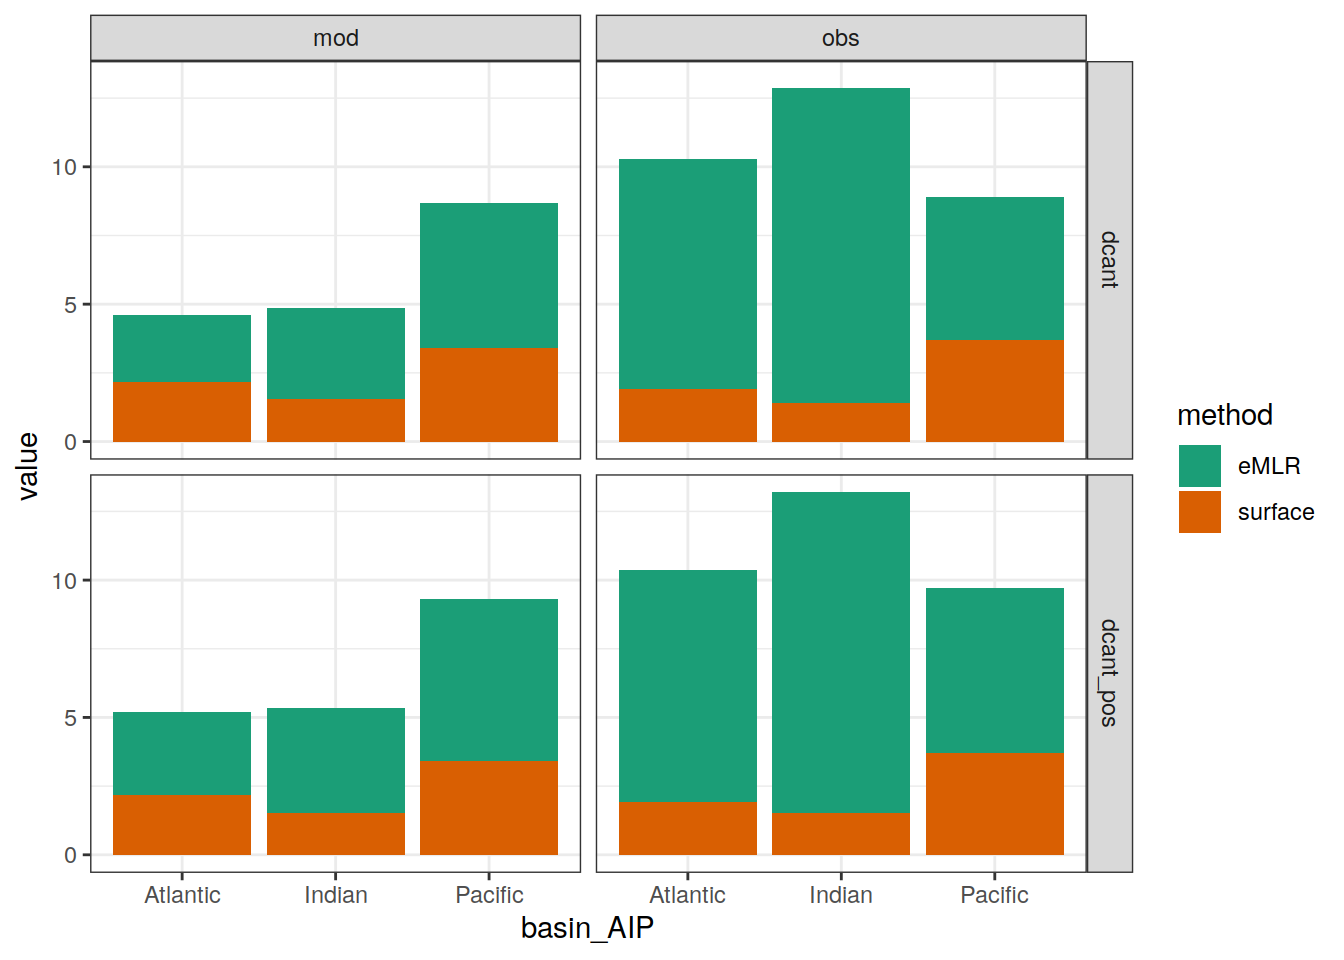 mod
obs
10
5
0
dcant
10
5
0
dcant_pos
value
Atlantic
Indian
Pacific
Atlantic
Indian
Pacific
basin_AIP
method
eMLR
surface